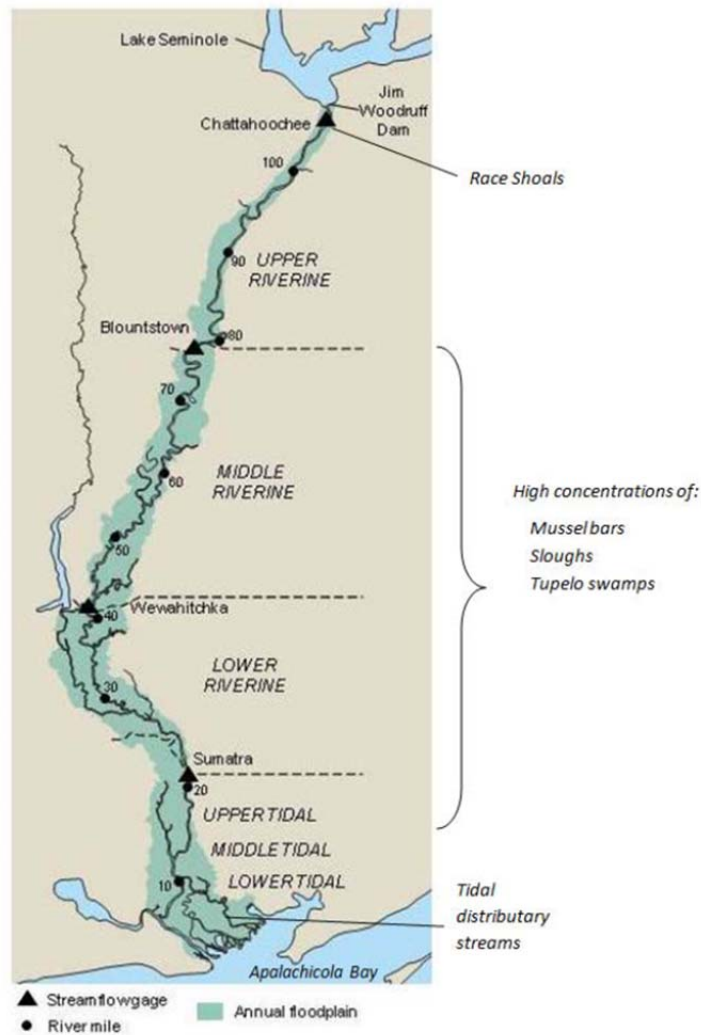 Lake Seminole
Jim
Woodruff
Dam
Chattahoochee
Race Shoals
100
90
UPPER
RIVERINE
Blountstown
80
70
MIDDLE
RIVERINE
60
High concentrations of:
Mussel bars
Sloughs
Tupelo swamps
50
Wewahitchka
40
LOWER
RIVERINE
30
Sumatra
20
UPPER TIDAL
MIDDLE TIDAL
LOWER TIDAL
10
Tidal
distributary
streams
Apalachicola Bay
Streamflow gage
Annual floodplain
River mile